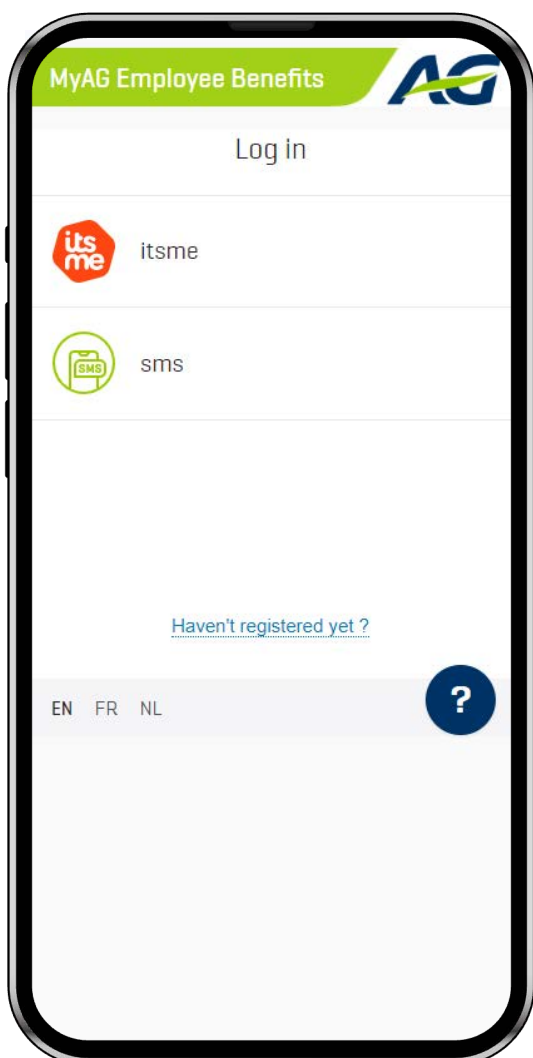 MyAG Employee Benefits
AG
Log in
its
me
itsme
SMS
sms
Haven't registered yet ?
EN FR NL
?